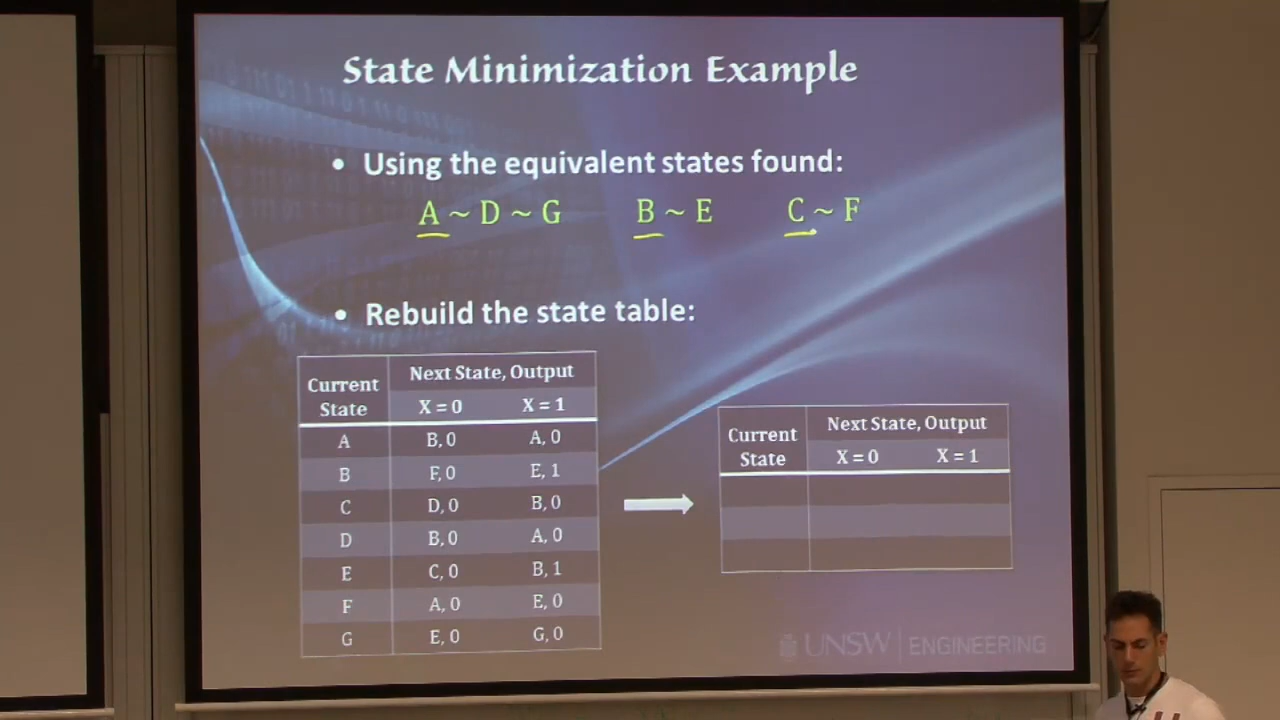 State Minimization Example
• Using the equivalent states found:
A ~ D ~ G B ~ E C ~ F
• Rebuild the state table:
Current State Next State, Output
X = 0 X = 1
A B, 0 A, 0
B F, 0 E, 1
C D, 0 B, 0
D B, 0 A, 0
E C, 0 B, 1
F A, 0 E, 0
G E, 0 G, 0
Current State Next State, Output
X = 0 X = 1
UNSW ENGINEERING